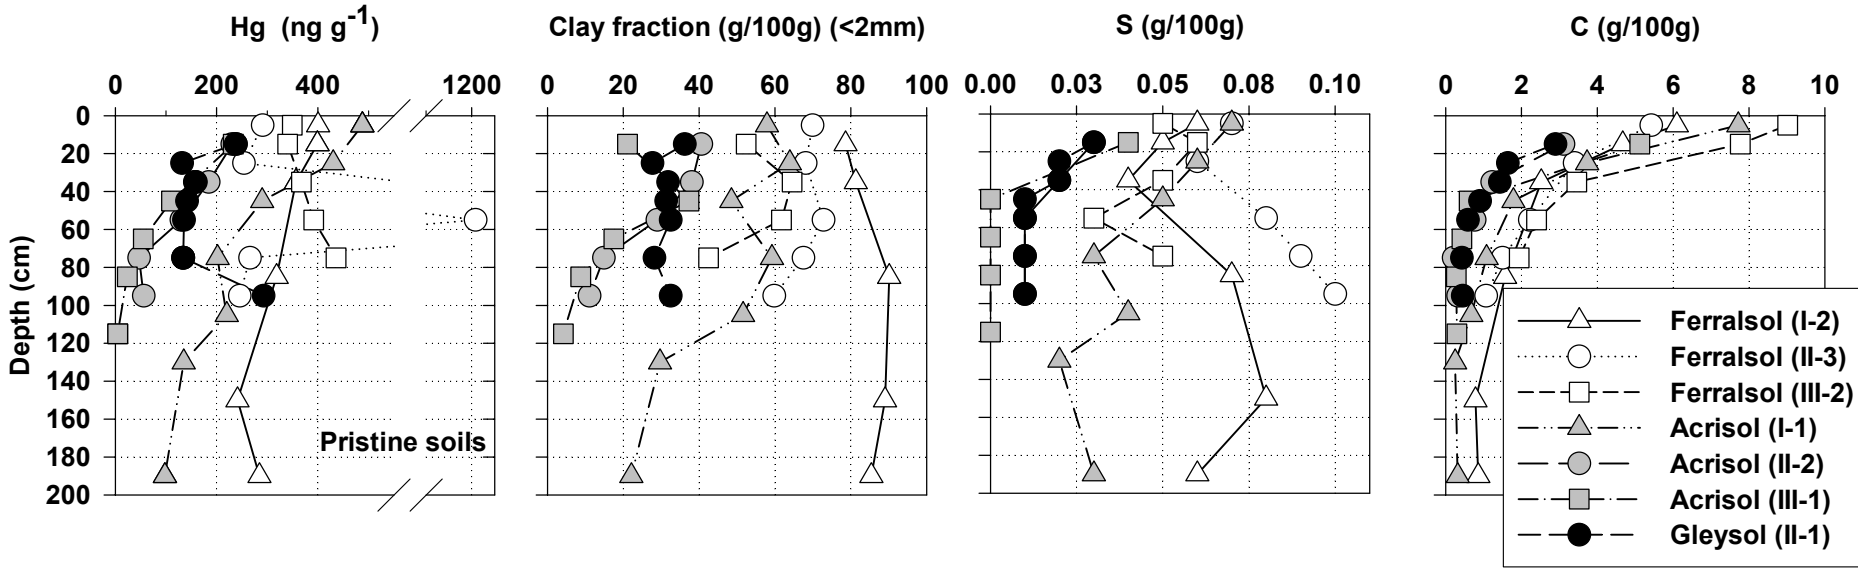 Hg (ng g-1)
Clay fraction (g/100g) (<2mm)
S (g/100g)
C (g/100g)
0 200 400 1200
0 20 40 60 80 100
0.00 0.03 0.05 0.08 0.10
0 2 4 6 8 10
Depth (cm)
0
20
40
60
80
100
120
140
160
180
200
Pristine soils
Ferralsol (I-2)
Ferralsol (II-3)
Ferralsol (III-2)
Acrisol (I-1)
Acrisol (II-2)
Acrisol (III-1)
Gleysol (II-1)